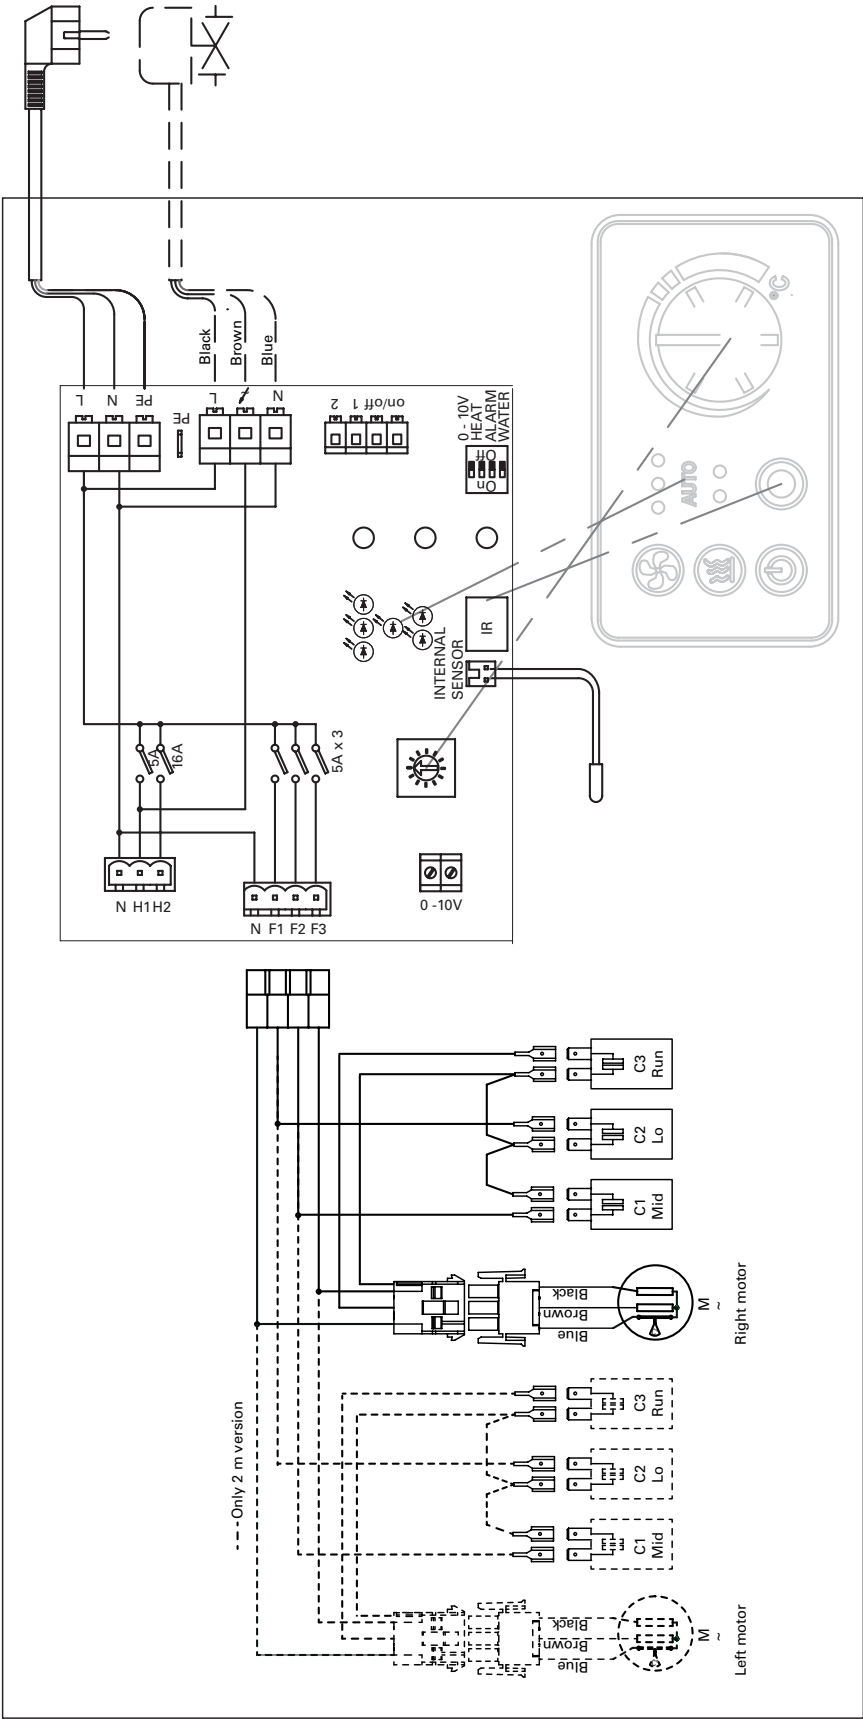 Black
Brown
Blue
L
N
PE
PE
L
N
2
1
on/off
0 - 10V
HEAT
ALARM
WATER
Off
On
°C
AUTO
IR
INTERNAL
SENSOR
5A
16A
5A x 3
N H1 H2
N F1 F2 F3
0 -10V
C3
Run
C2
Lo
C1
Mid
Black
Brown
Blue
M
~
Right motor
Only 2 m version
C3
Run
C2
Lo
C1
Mid
Black
Brown
Blue
M
~
Left motor